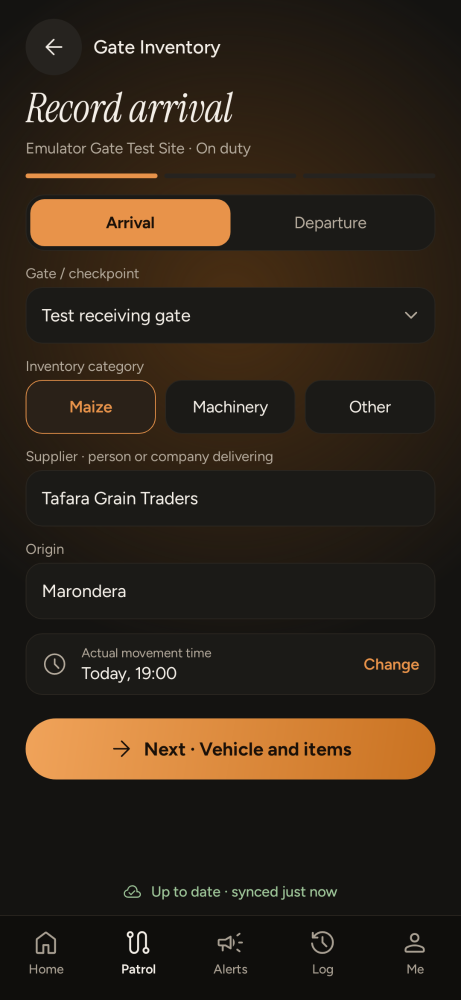 Gate Inventory
Record arrival
Emulator Gate Test Site · On duty
Arrival
Departure
Gate / checkpoint
Test receiving gate
Inventory category
Maize
Machinery
Other
Supplier · person or company delivering
Tafara Grain Traders
Origin
Marondera
Actual movement time
Today, 19:00
Change
Next · Vehicle and items
Up to date · synced just now
Home
Patrol
Alerts
Log
Me